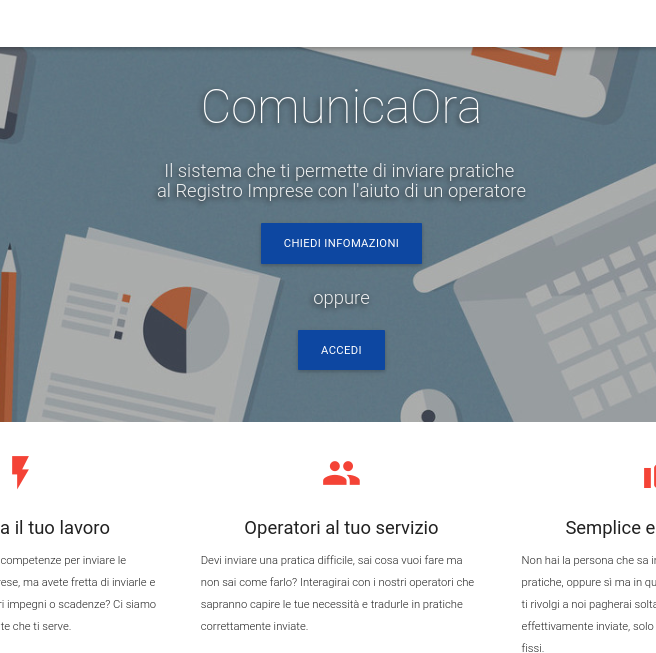 ComunicaOra
Il sistema che ti permette di inviare pratiche
al Registro Imprese con l'aiuto di un operatore
CHIEDI INFOMAZIONI
oppure
ACCEDI
a il tuo lavoro
competenze per inviare le
ese, ma avete fretta di inviarle e
ri impegni o scadenze? Ci siamo
te che ti serve.
Operatori al tuo servizio
Devi inviare una pratica difficile, sai cosa vuoi fare ma
non sai come farlo? Interagirai con i nostri operatori che
sapranno capire le tue necessità e tradurle in pratiche
correttamente inviate.
Semplice e
Non hai la persona che sa
pratiche, oppure sì ma in
ti rivolgi a noi pagherai
effettivamente inviate, solo
fissi.